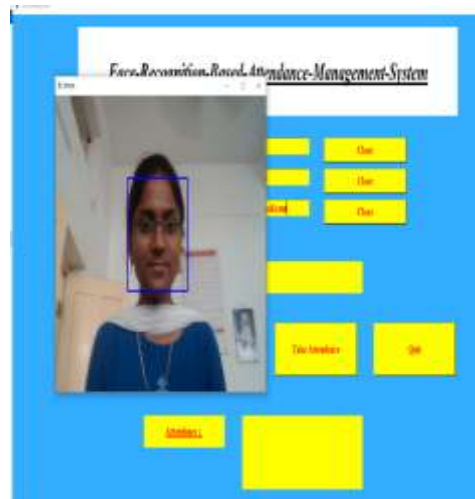 Face-Recognition-Based-Attendance-Management-System
Clear
Clear
Clear
Take Attendance
Quit
Attendance :